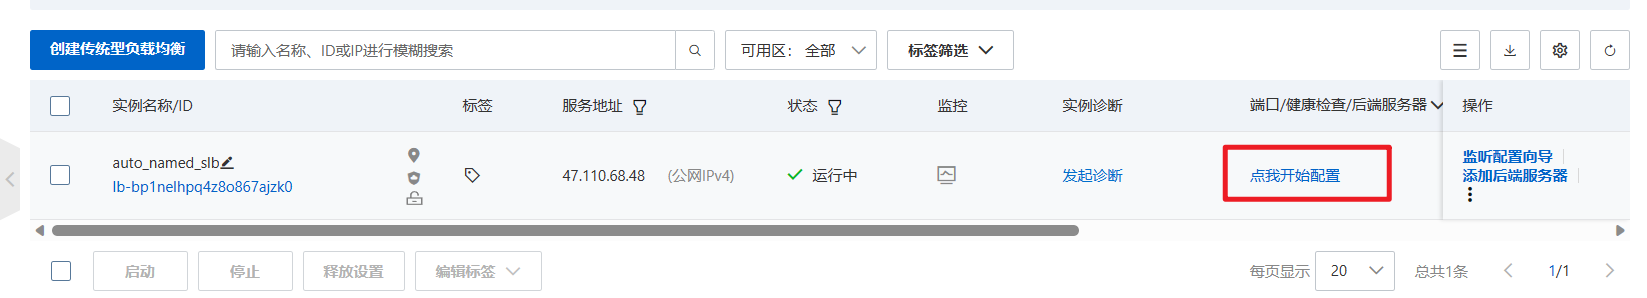 创建传统型负载均衡
请输入名称、ID或IP进行模糊搜索
可用区： 全部
标签筛选
实例名称/ID
标签
服务地址
状态
监控
实例诊断
端口/健康检查/后端服务器
操作
auto_named_slb
lb-bp1nelhpq4z8o867ajzk0
47.110.68.48 (公网IPv4)
运行中
发起诊断
点我开始配置
监听配置向导
添加后端服务器
启动
停止
释放设置
编辑标签
每页显示 20
总共1条
1/1